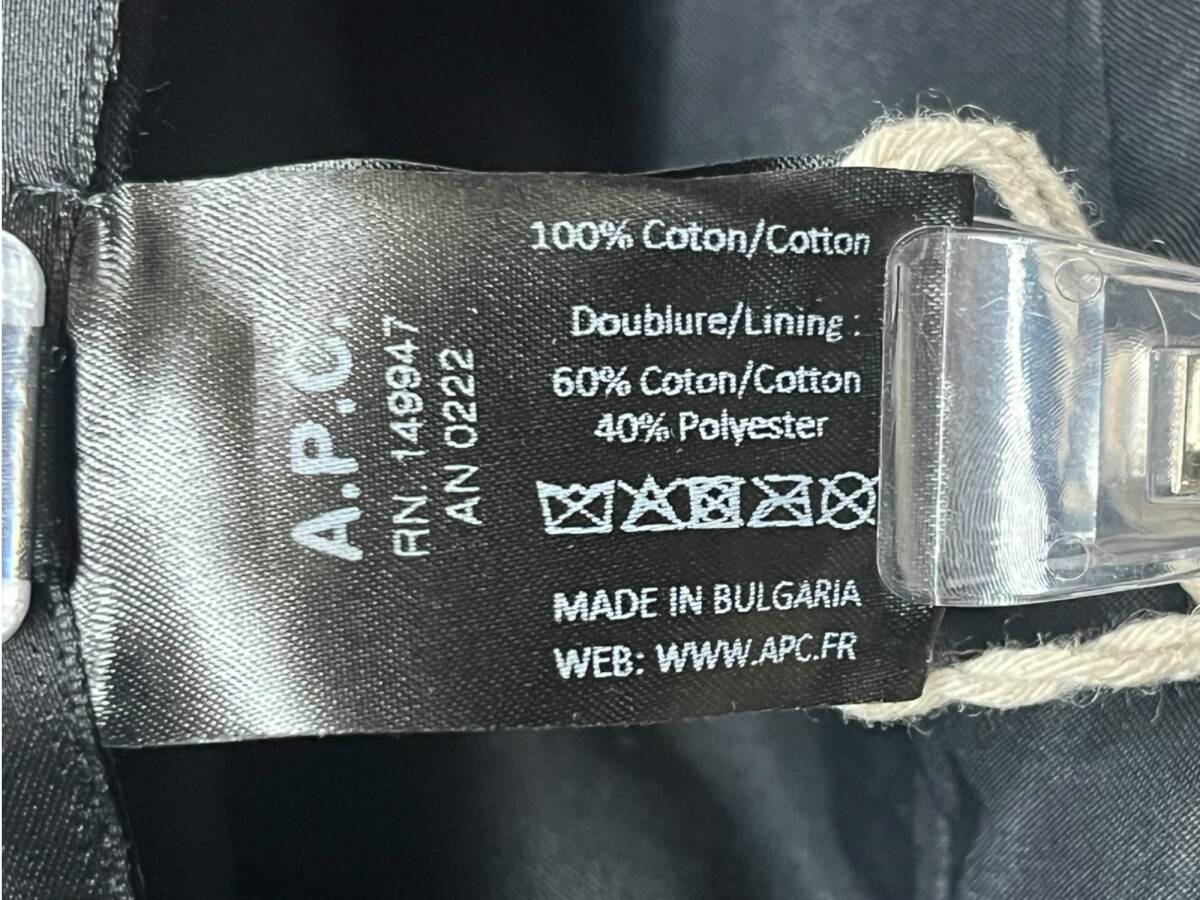 A.P.C.
RN. 149947
AN 0222
100% Coton/Cotton
Doublure/Lining :
60% Coton/Cotton
40% Polyester
MADE IN BULGARIA
WEB: WWW.APC.FR